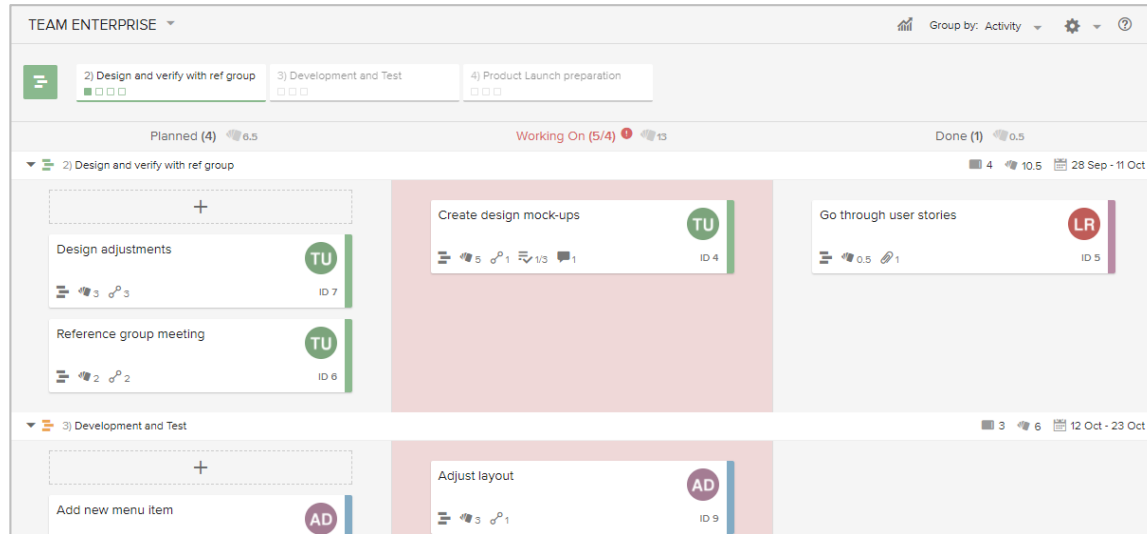 TEAM ENTERPRISE
Group by: Activity
2) Design and verify with ref group
3) Development and Test
4) Product Launch preparation
Planned (4) 6.5
Working On (5/4) 13
Done (1) 0.5
2) Design and verify with ref group
4 10.5 28 Sep - 11 Oct
+
Design adjustments
TU
3 3 ID 7
Reference group meeting
TU
2 2 ID 6
Create design mock-ups
TU
5 1 1/3 1 ID 4
Go through user stories
LR
0.5 1 ID 5
3) Development and Test
3 6 12 Oct - 23 Oct
+
Add new menu item
AD
Adjust layout
AD
3 1 ID 9